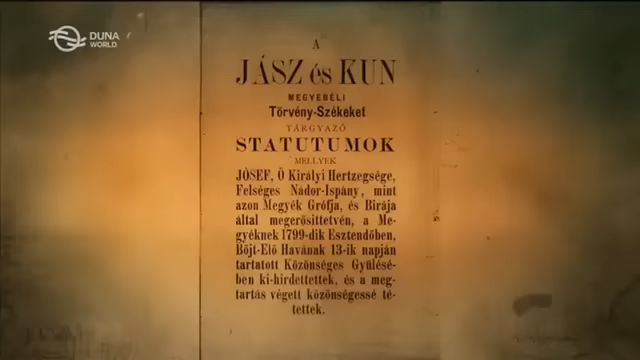 DUNA
WORLD
A
JÁSZ és KUN
MEGYEBÉLI
Törvény-Székeket
TÁRGYAZÓ
STATUTUMOK
MELLYEK
JÓSEF, Ő Királyi Hertzegsége,
Felséges Nádor-Ispány, mint
azon Megyék Grófja, és Birája
által megerősittetvén, a Me-
gyéknek 1799-dik Esztendőben,
Böjt-Elő Havának 13-ik napján
tartatott Közönséges Gyülésé-
ben ki-hirdettettek, és a meg-
tartás végett közönségessé té-
tettek.